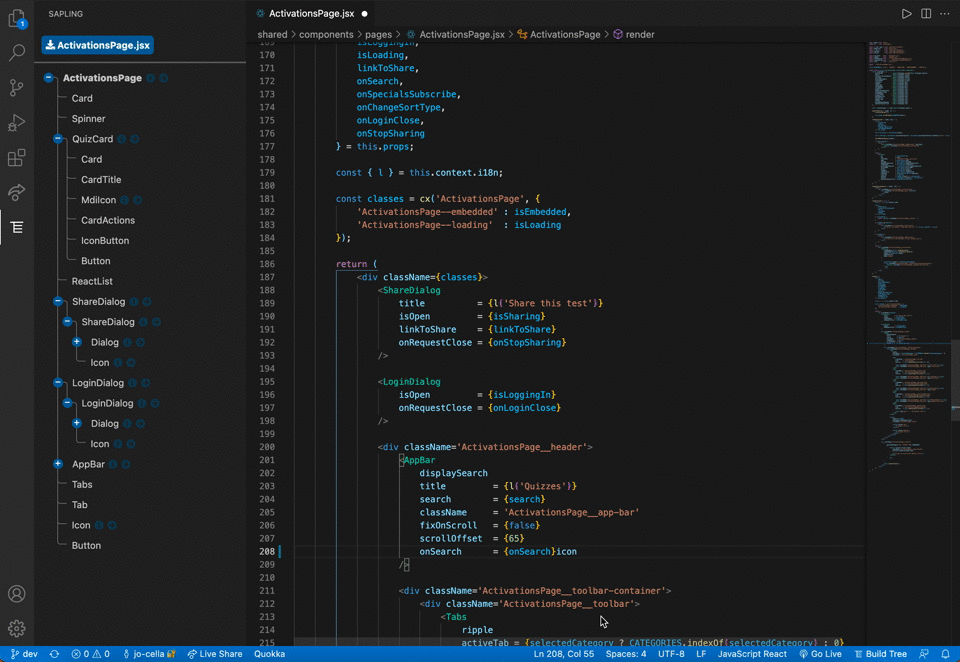 SAPLING
ActivationsPage.jsx
ActivationsPage
Card
Spinner
QuizCard
Card
CardTitle
MdiIcon
CardActions
IconButton
Button
ReactList
ShareDialog
ShareDialog
Dialog
Icon
LoginDialog
LoginDialog
Dialog
Icon
AppBar
Tabs
Tab
Icon
Button
1
ActivationsPage.jsx
shared > components > pages > ActivationsPage.jsx > ActivationsPage > render
169 isLoggingIn,
170 isLoading,
171 linkToShare,
172 onSearch,
173 onSpecialsSubscribe,
174 onChangeSortType,
175 onLoginClose,
176 onStopSharing
177 } = this.props;
178
179 const { l } = this.context.i18n;
180
181 const classes = cx('ActivationsPage', {
182 'ActivationsPage--embedded' : isEmbedded,
183 'ActivationsPage--loading' : isLoading
184 });
185
186 return (
187 <div className={classes}>
188 <ShareDialog
189 title = {l('Share this test')}
190 isOpen = {isSharing}
191 linkToShare = {linkToShare}
192 onRequestClose = {onStopSharing}
193 />
194
195 <LoginDialog
196 isOpen = {isLoggingIn}
197 onRequestClose = {onLoginClose}
198 />
199
200 <div className='ActivationsPage__header'>
201 <AppBar
202 displaySearch
203 title = {l('Quizzes')}
204 search = {search}
205 className = 'ActivationsPage__app-bar'
206 fixOnScroll = {false}
207 scrollOffset = {65}
208 onSearch = {onSearch}icon
209 />
210
211 <div className='ActivationsPage__toolbar-container'>
212 <div className='ActivationsPage__toolbar'>
213 <Tabs
214 ripple
215 activeTab = {selectedCategory ? CATEGORIES.indexOf(selectedCategory) : 0}
dev 0 0 jo-cella Live Share Quokka Ln 208, Col 55 Spaces: 4 UTF-8 LF JavaScript React Go Live Build Tree